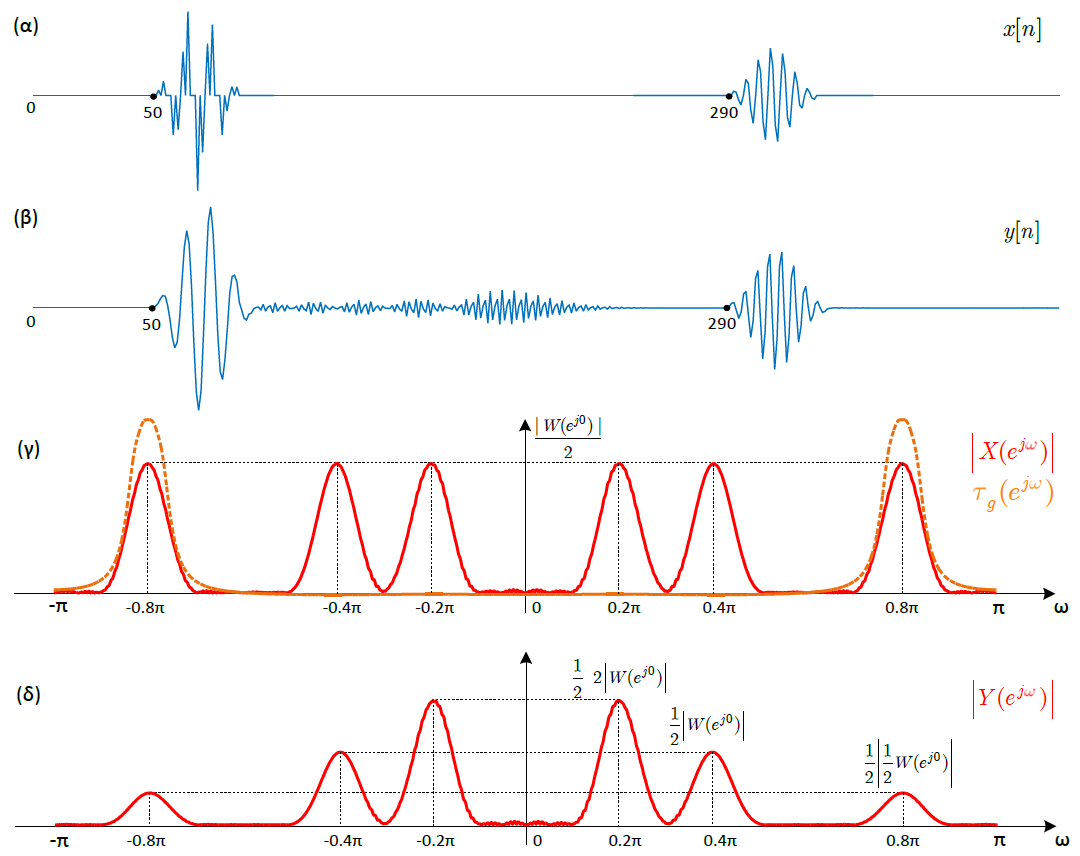 (α) x[n]
0 50 290
(β) y[n]
0 50 290
(γ) | W(e^{j0}) | / 2 |X(e^{jω})|
τ_g(e^{jω})
-π -0.8π -0.4π -0.2π 0 0.2π 0.4π 0.8π π ω
(δ) 1/2 2|W(e^{j0})| |Y(e^{jω})|
1/2|W(e^{j0})|
1/2|1/2 W(e^{j0})|
-π -0.8π -0.4π -0.2π 0 0.2π 0.4π 0.8π π ω